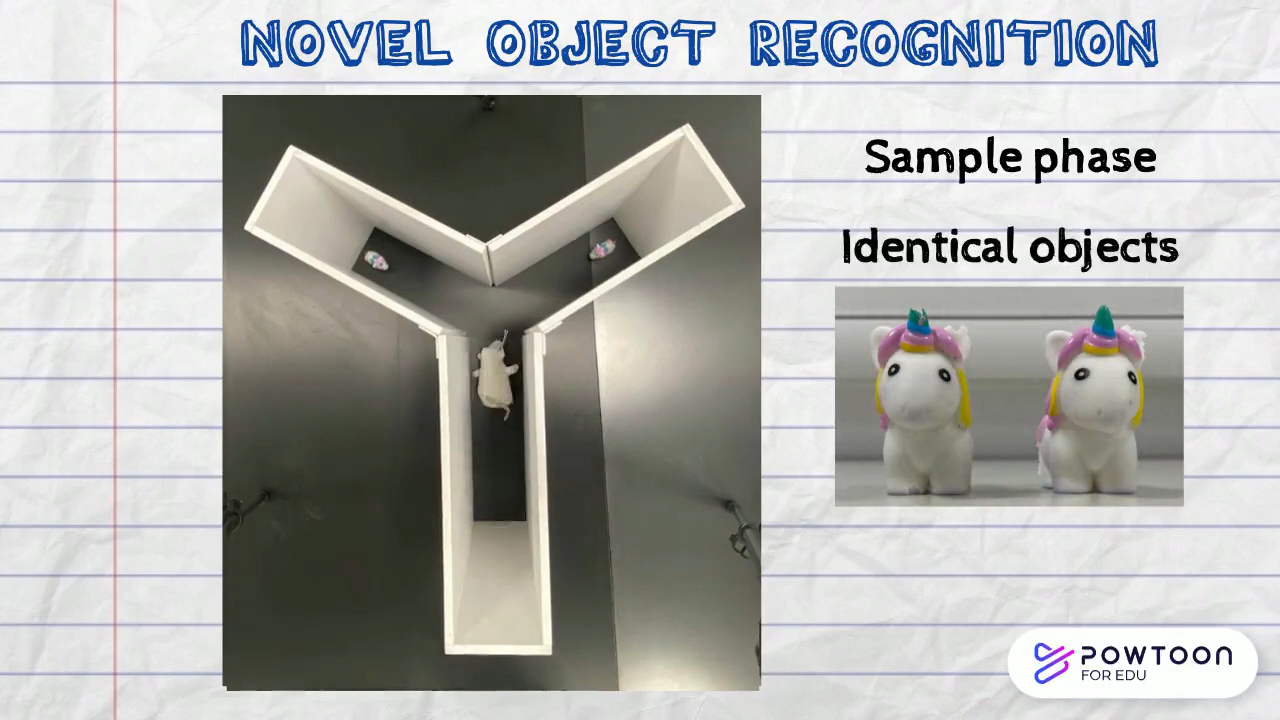 NOVEL OBJECT RECOGNITION
Sample phase
Identical objects
POWTOON
FOR EDU